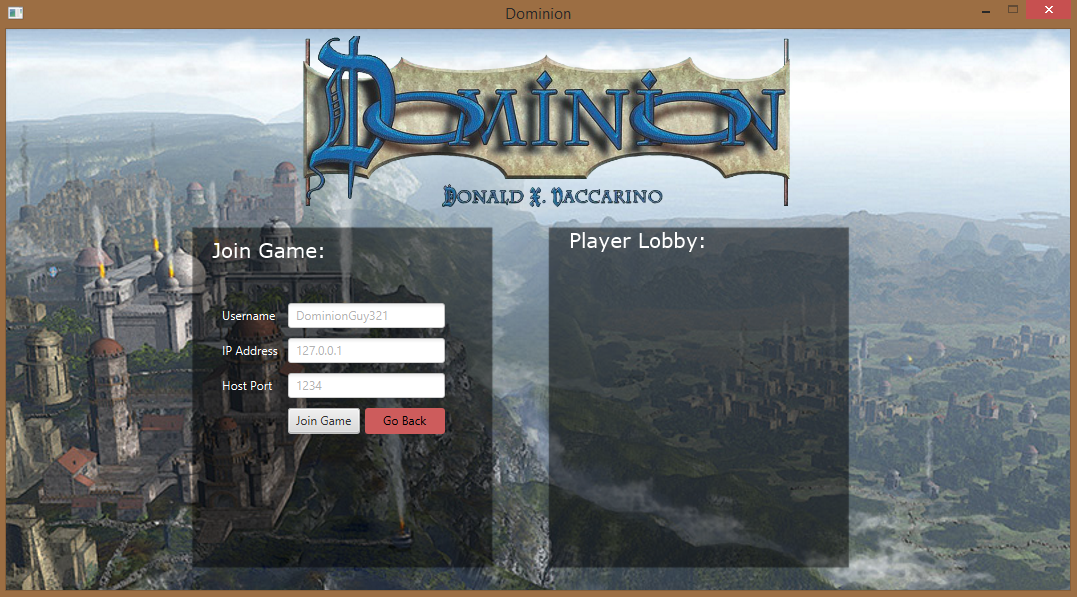 Dominion
DOMINION
DONALD X. VACCARINO
Join Game:
Username DominionGuy321
IP Address 127.0.0.1
Host Port 1234
Join Game Go Back
Player Lobby: